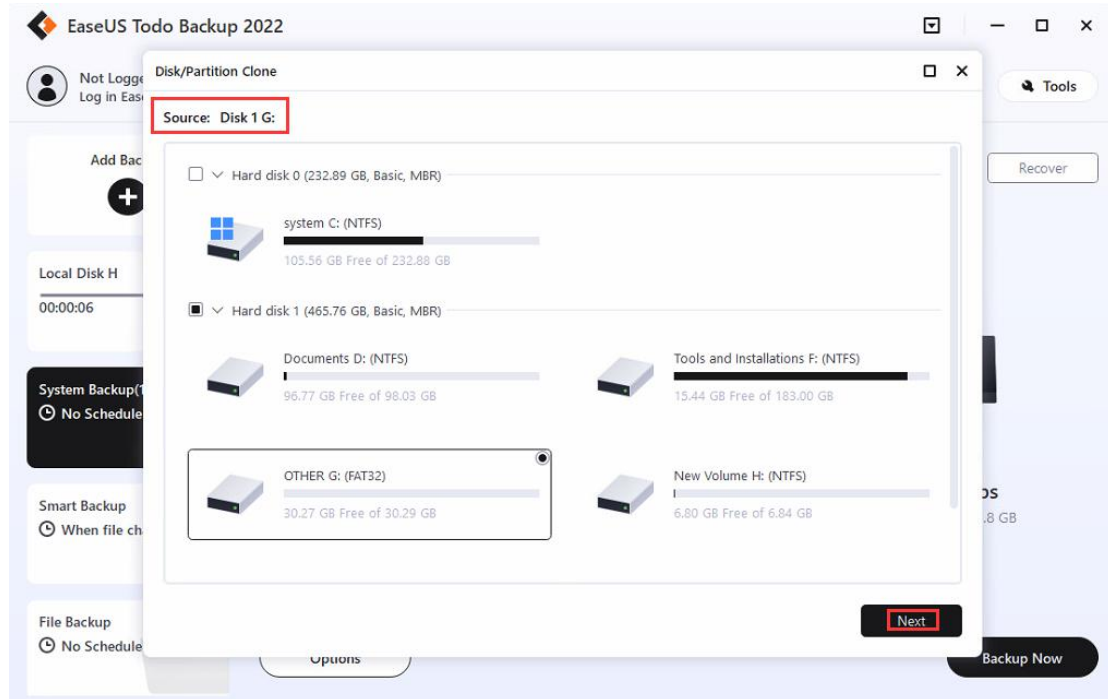 EaseUS Todo Backup 2022
Not Logge
Log in Eas
Tools
Disk/Partition Clone
Source: Disk 1 G:
Add Bac
Recover
Hard disk 0 (232.89 GB, Basic, MBR)
system C: (NTFS)
105.56 GB Free of 232.88 GB
Local Disk H
00:00:06
Hard disk 1 (465.76 GB, Basic, MBR)
Documents D: (NTFS)
96.77 GB Free of 98.03 GB
Tools and Installations F: (NTFS)
15.44 GB Free of 183.00 GB
System Backup(1
No Schedule
OTHER G: (FAT32)
30.27 GB Free of 30.29 GB
New Volume H: (NTFS)
6.80 GB Free of 6.84 GB
Smart Backup
When file ch
os
.8 GB
File Backup
No Schedule
Next
Options
Backup Now